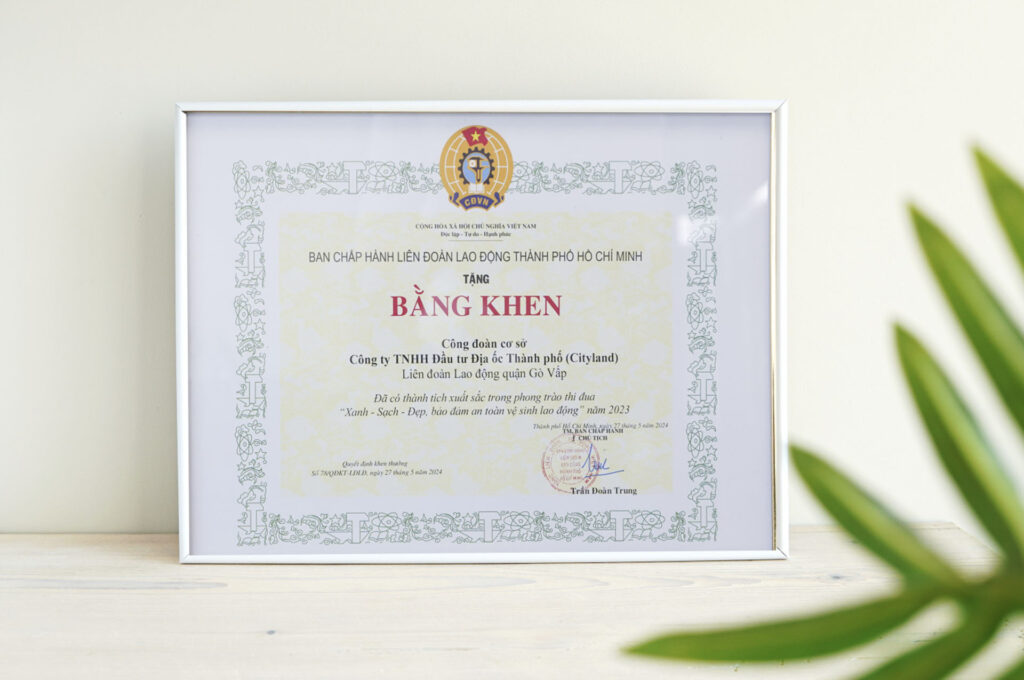 CĐVN
CỘNG HÒA XÃ HỘI CHỦ NGHĨA VIỆT NAM
Độc lập - Tự do - Hạnh phúc
BAN CHẤP HÀNH LIÊN ĐOÀN LAO ĐỘNG THÀNH PHỐ HỒ CHÍ MINH
TẶNG
BẰNG KHEN
Công đoàn cơ sở
Công ty TNHH Đầu tư Địa ốc Thành phố (Cityland)
Liên đoàn Lao động quận Gò Vấp
Đã có thành tích xuất sắc trong phong trào thi đua
“Xanh - Sạch - Đẹp, bảo đảm an toàn vệ sinh lao động” năm 2023
Thành phố Hồ Chí Minh, ngày 27 tháng 5 năm 2024
TM. BAN CHẤP HÀNH
CHỦ TỊCH
Quyết định khen thưởng
Số 78/QĐKT-LĐLĐ, ngày 27 tháng 5 năm 2024
Trần Đoàn Trung